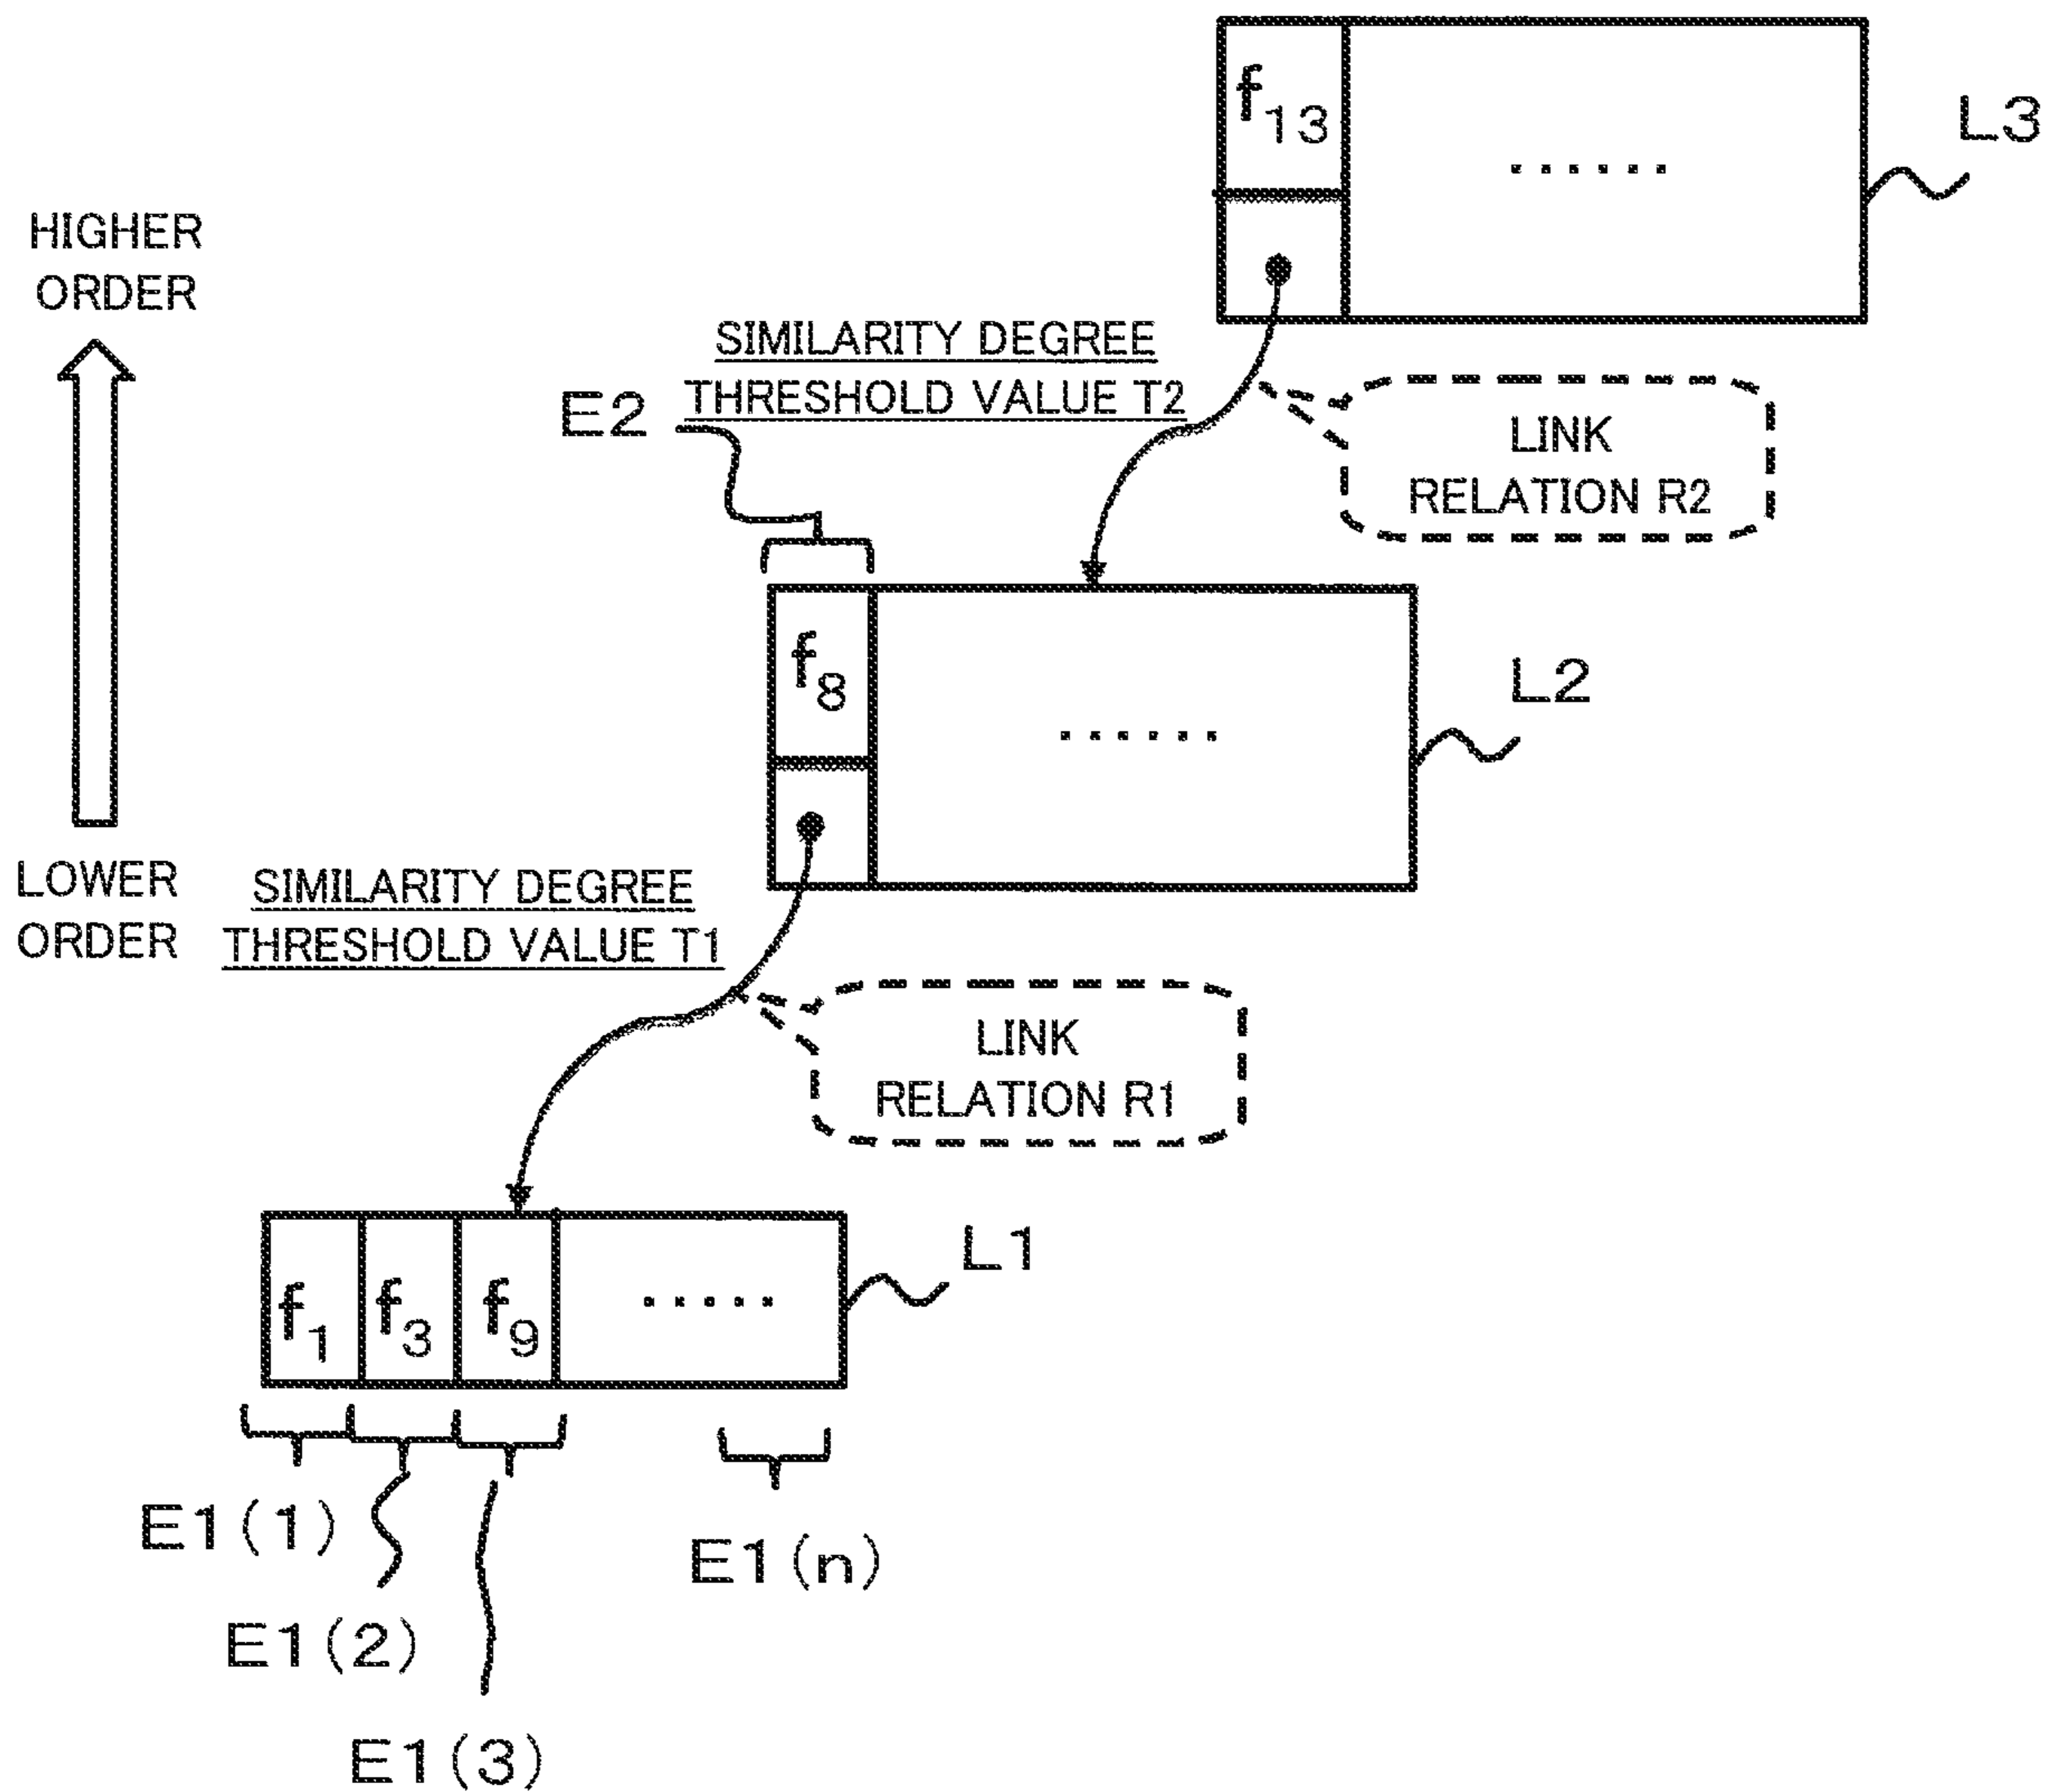 f13
L3
HIGHER
ORDER
SIMILARITY DEGREE
THRESHOLD VALUE T2
E2
LINK
RELATION R2
f8
L2
LOWER
ORDER
SIMILARITY DEGREE
THRESHOLD VALUE T1
LINK
RELATION R1
L1
f1 f3 f9
E1(1)
E1(n)
E1(2)
E1(3)